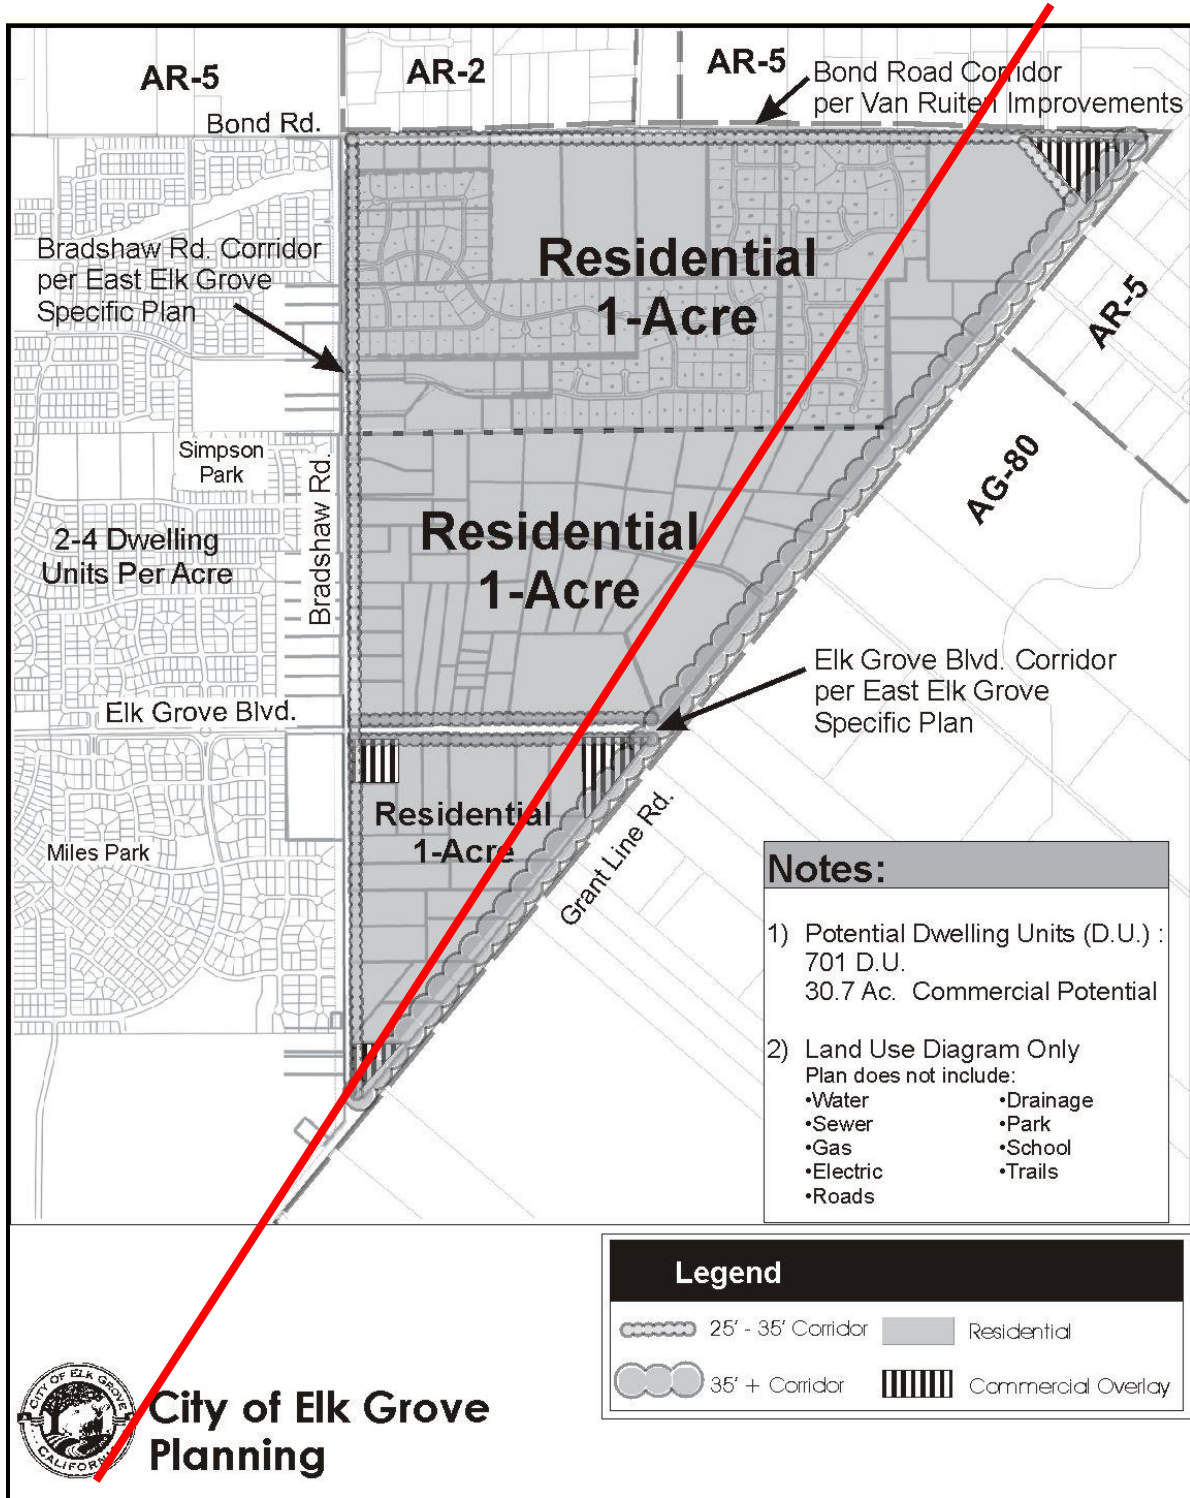 AR-5
AR-2
AR-5
Bond Road Corridor
per Van Ruiten Improvements
Bond Rd.
Bradshaw Rd. Corridor
per East Elk Grove
Specific Plan
Residential
1-Acre
AR-5
Simpson
Park
Bradshaw Rd.
AG-80
2-4 Dwelling
Units Per Acre
Residential
1-Acre
Elk Grove Blvd. Corridor
per East Elk Grove
Specific Plan
Elk Grove Blvd.
Residential
1-Acre
Miles Park
Grant Line Rd.
Notes:
1) Potential Dwelling Units (D.U.) :
701 D.U.
30.7 Ac. Commercial Potential
2) Land Use Diagram Only
Plan does not include:
•Water •Drainage
•Sewer •Park
•Gas •School
•Electric •Trails
•Roads
Legend
25' - 35' Corridor Residential
35' + Corridor Commercial Overlay
CITY OF ELK GROVE
CALIFORNIA
City of Elk Grove
Planning